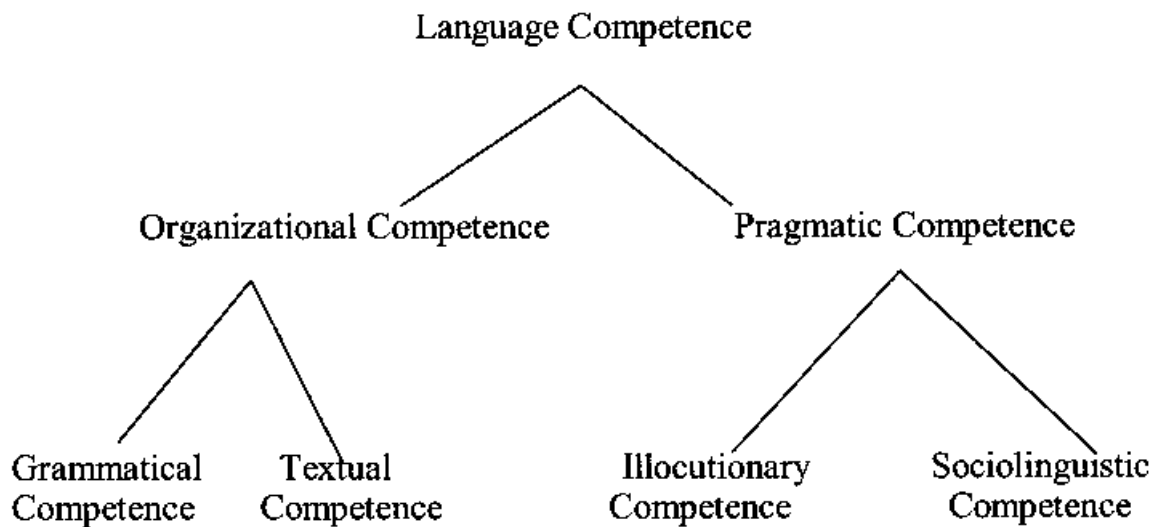 Language Competence
Organizational Competence
Pragmatic Competence
Grammatical
Competence
Textual
Competence
Illocutionary
Competence
Sociolinguistic
Competence